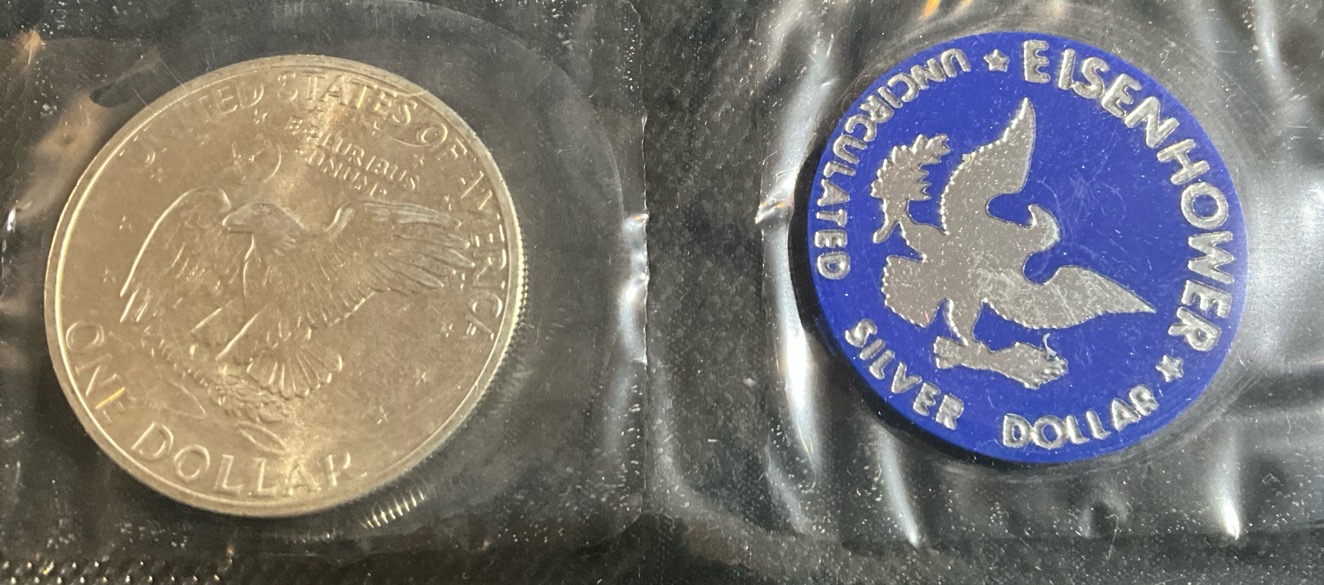 UNITED STATES OF AMERICA
E
PLURIBUS
UNUM
ONE DOLLAR
EISENHOWER
UNCIRCULATED
SILVER DOLLAR